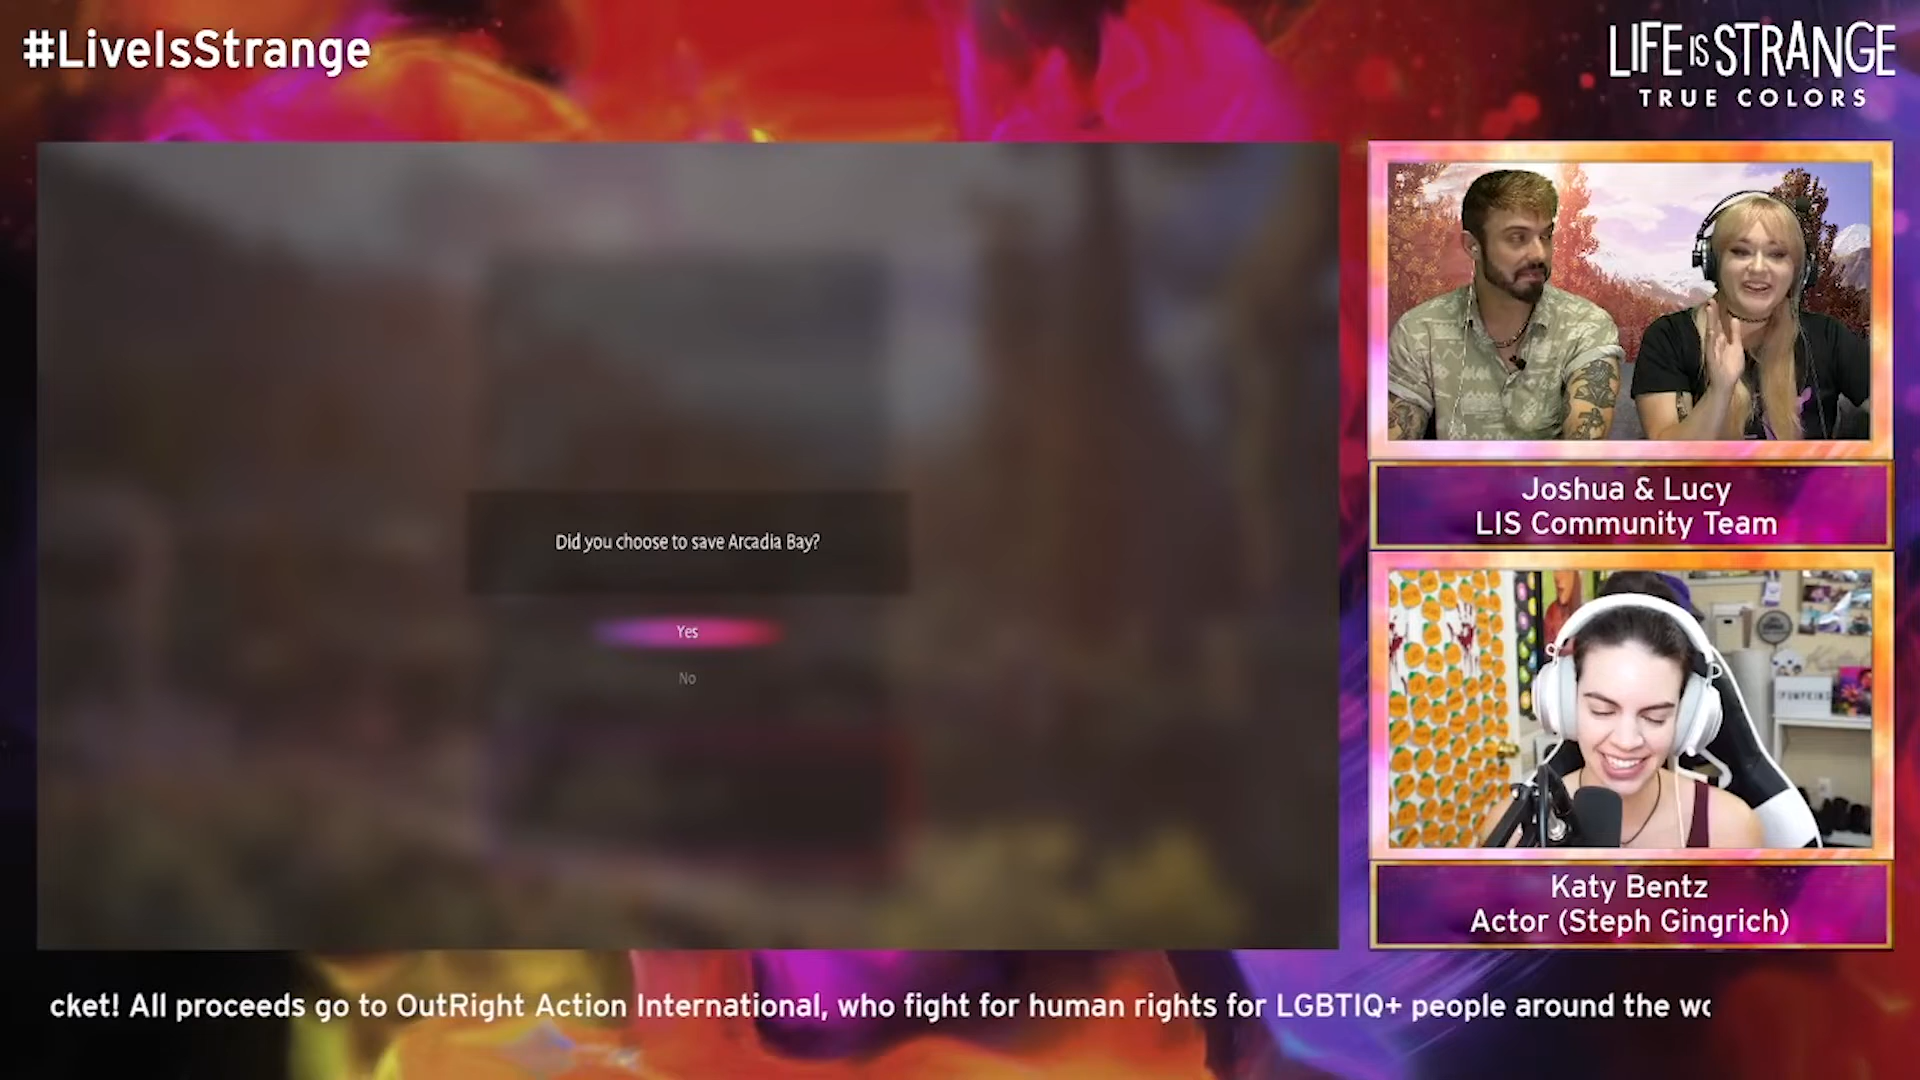 #LiveIsStrange
LIFE IS STRANGE
TRUE COLORS
Did you choose to save Arcadia Bay?
Yes
No
Joshua & Lucy
LIS Community Team
Katy Bentz
Actor (Steph Gingrich)
cket! All proceeds go to OutRight Action International, who fight for human rights for LGBTIQ+ people around the wo